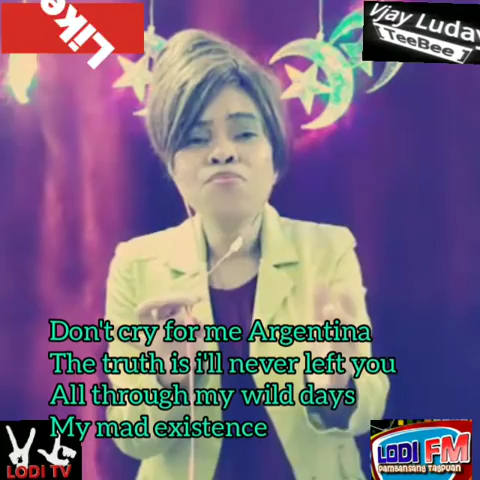 Like
Vjay Luday
[TeeBee]
Don't cry for me Argentina
The truth is i'll never left you
All through my wild days
My mad existence
LODI TV
LODI FM
Pambansang Tagpuan